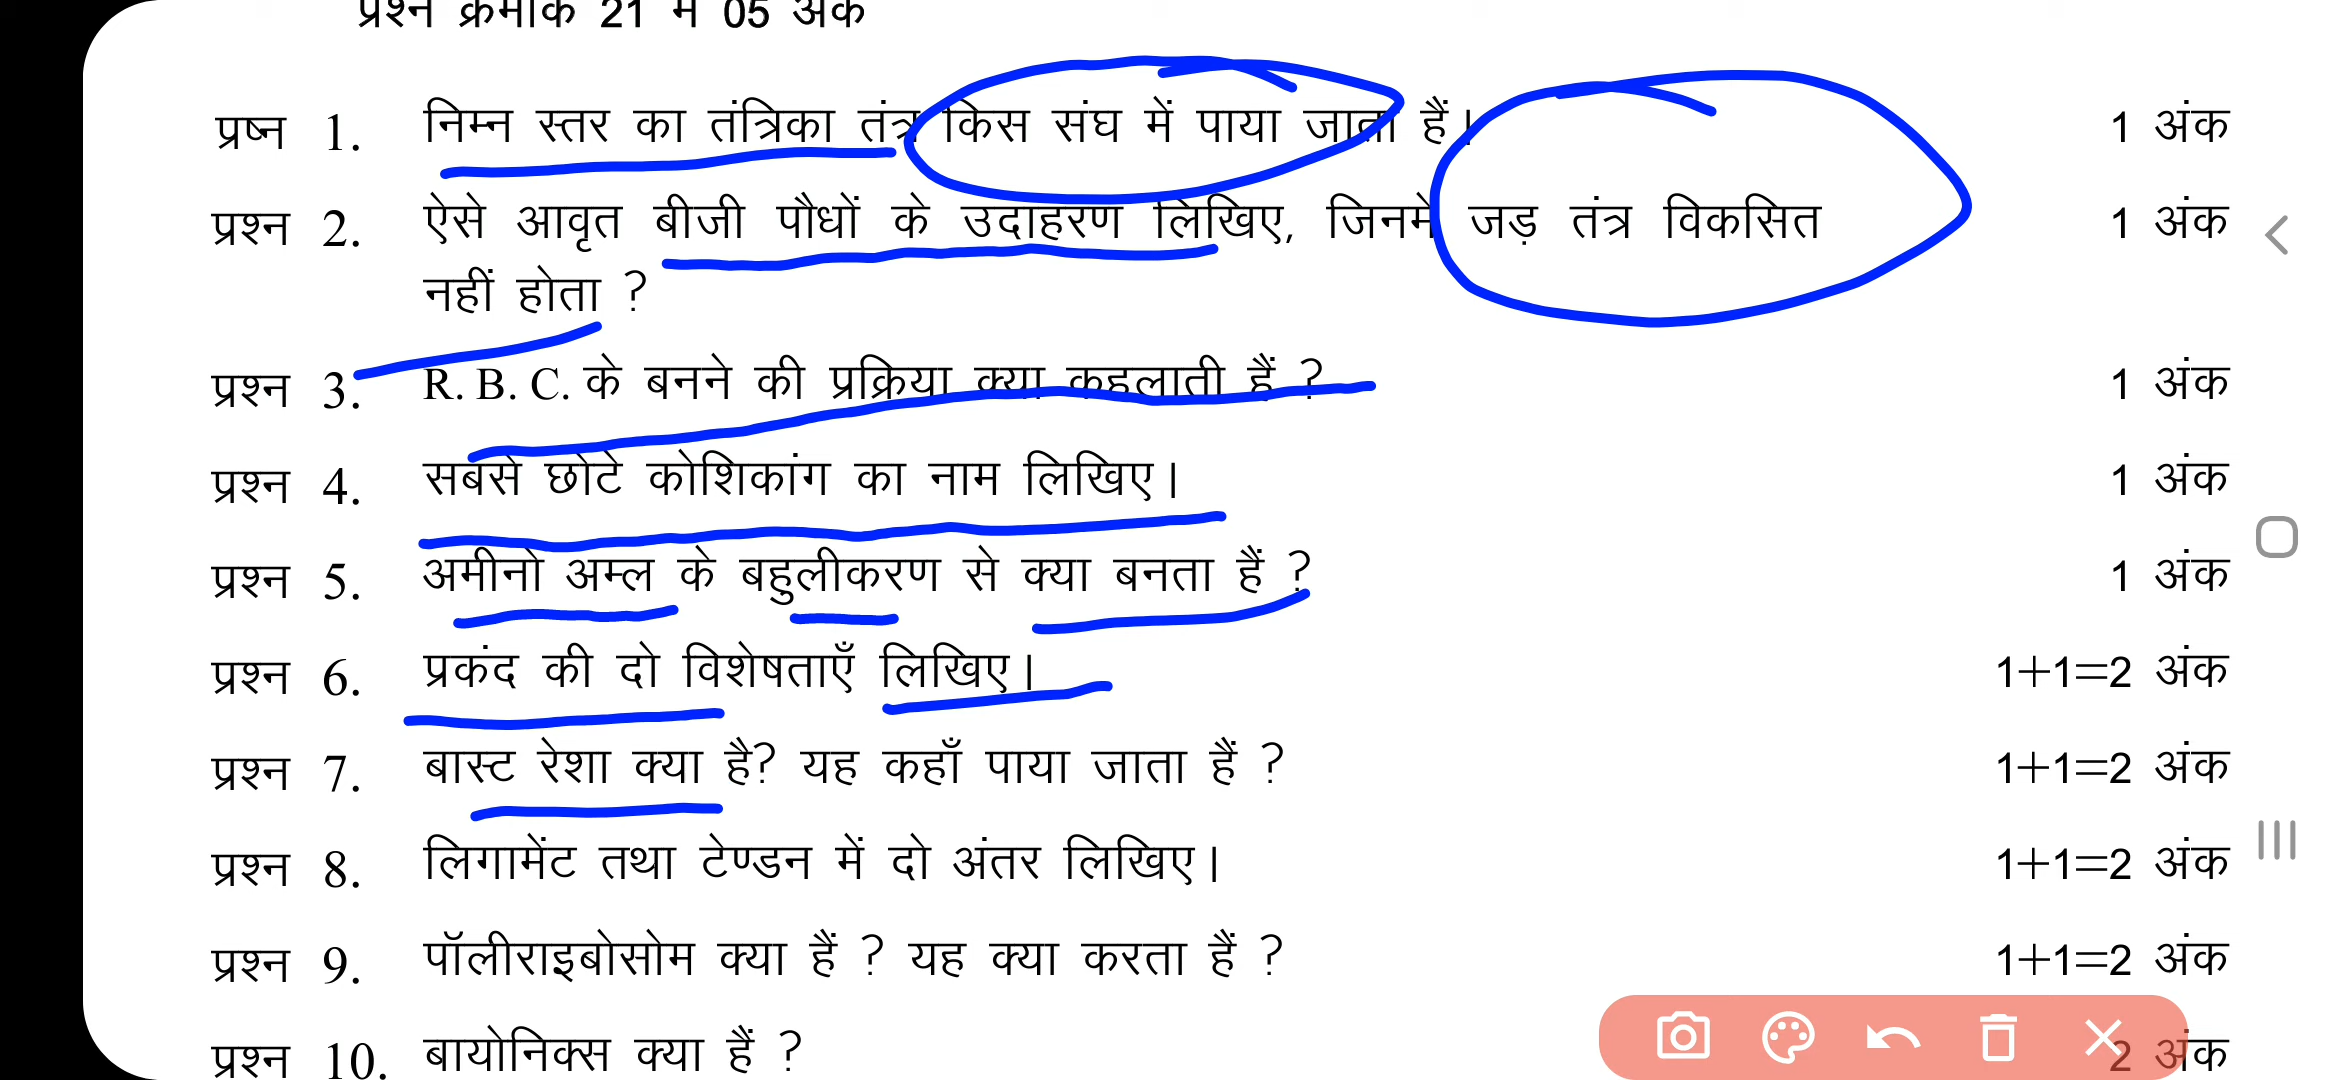 प्रश्न क्रमांक 21 में 05 अंक
प्रष्न 1. निम्न स्तर का तंत्रिका तंत्र किस संघ में पाया जाता हैं। 1 अंक
प्रश्न 2. ऐसे आवृत बीजी पौधों के उदाहरण लिखिए, जिनमें जड़ तंत्र विकसित 1 अंक
नहीं होता ?
प्रश्न 3. R. B. C. के बनने की प्रक्रिया क्या कहलाती हैं ? 1 अंक
प्रश्न 4. सबसे छोटे कोशिकांग का नाम लिखिए। 1 अंक
प्रश्न 5. अमीनो अम्ल के बहुलीकरण से क्या बनता हैं ? 1 अंक
प्रश्न 6. प्रकंद की दो विशेषताएँ लिखिए। 1+1=2 अंक
प्रश्न 7. बास्ट रेशा क्या है? यह कहाँ पाया जाता हैं ? 1+1=2 अंक
प्रश्न 8. लिगामेंट तथा टेण्डन में दो अंतर लिखिए। 1+1=2 अंक
प्रश्न 9. पॉलीराइबोसोम क्या हैं ? यह क्या करता हैं ? 1+1=2 अंक
प्रश्न 10. बायोनिक्स क्या हैं ? 2 अंक